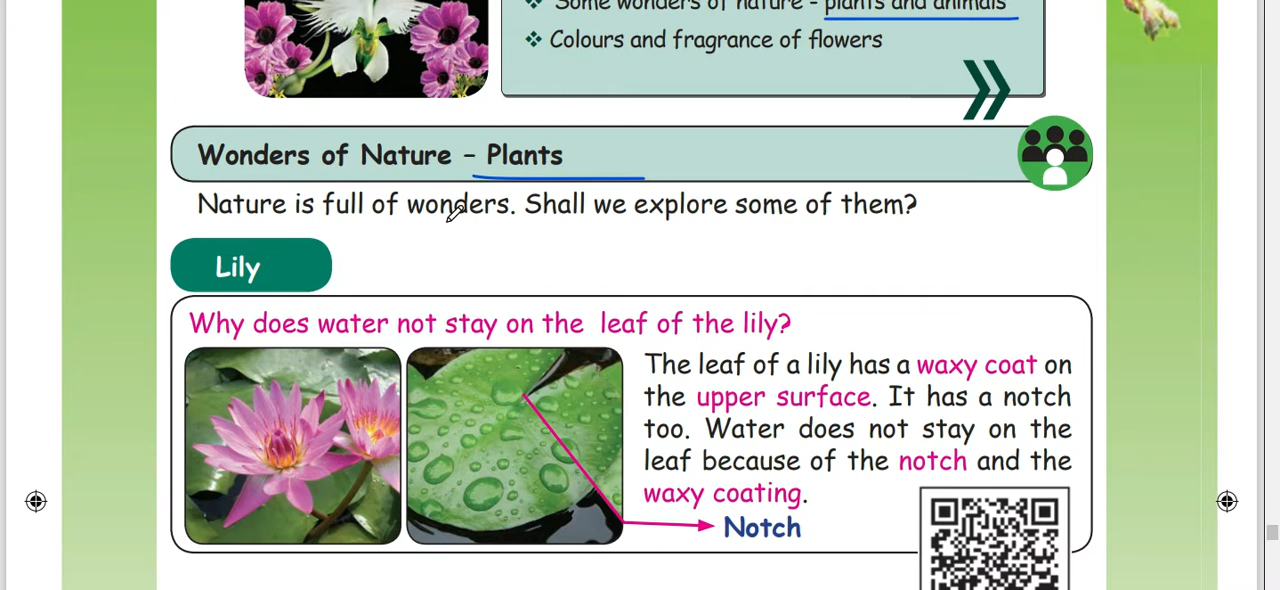 ❖ Some wonders of nature - plants and animals
❖ Colours and fragrance of flowers
Wonders of Nature – Plants
Nature is full of wonders. Shall we explore some of them?
Lily
Why does water not stay on the leaf of the lily?
The leaf of a lily has a waxy coat on
the upper surface. It has a notch
too. Water does not stay on the
leaf because of the notch and the
waxy coating.
Notch